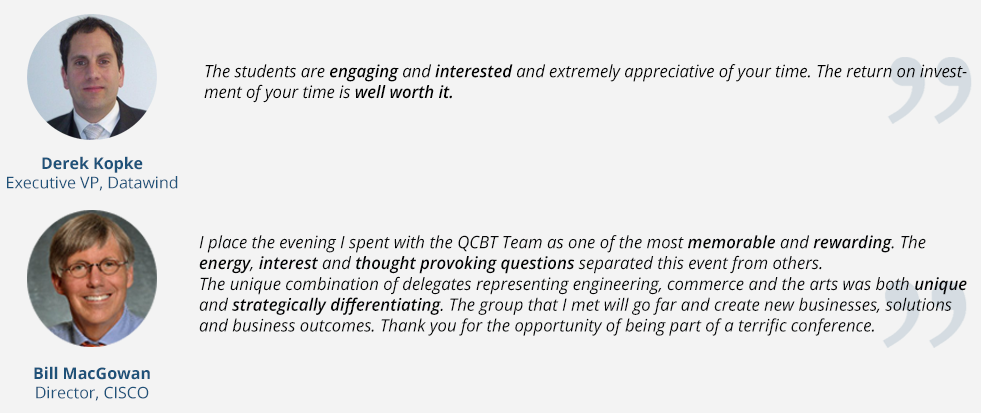 The students are engaging and interested and extremely appreciative of your time. The return on invest-
ment of your time is well worth it.
Derek Kopke
Executive VP, Datawind
I place the evening I spent with the QCBT Team as one of the most memorable and rewarding. The
energy, interest and thought provoking questions separated this event from others.
The unique combination of delegates representing engineering, commerce and the arts was both unique
and strategically differentiating. The group that I met will go far and create new businesses, solutions
and business outcomes. Thank you for the opportunity of being part of a terrific conference.
Bill MacGowan
Director, CISCO